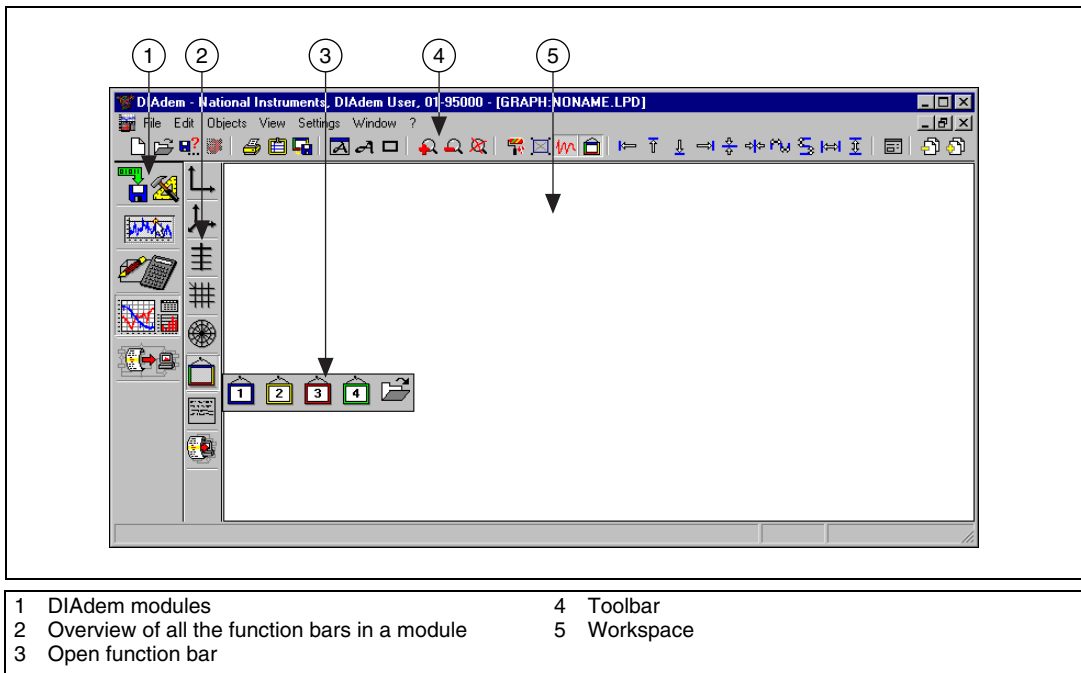 1 2 3 4 5
DIAdem - National Instruments, DIAdem User, 01-95000 - [GRAPH:NONAME.LPD]
File Edit Objects View Settings Window ?
1 2 3 4
1 DIAdem modules
2 Overview of all the function bars in a module
3 Open function bar
4 Toolbar
5 Workspace